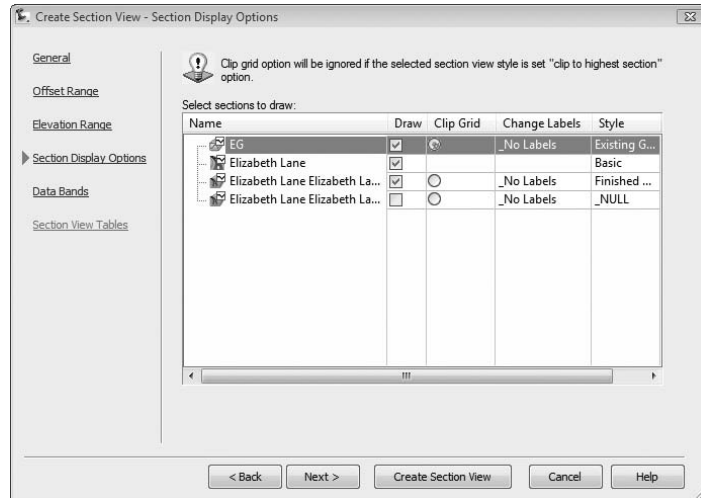 Create Section View - Section Display Options
General
Offset Range
Elevation Range
Section Display Options
Data Bands
Section View Tables
Clip grid option will be ignored if the selected section view style is set "clip to highest section"
option.
Select sections to draw:
Name Draw Clip Grid Change Labels Style
EG _No Labels Existing G...
Elizabeth Lane Basic
Elizabeth Lane Elizabeth La... _No Labels Finished ...
Elizabeth Lane Elizabeth La... _No Labels _NULL
< Back Next > Create Section View Cancel Help